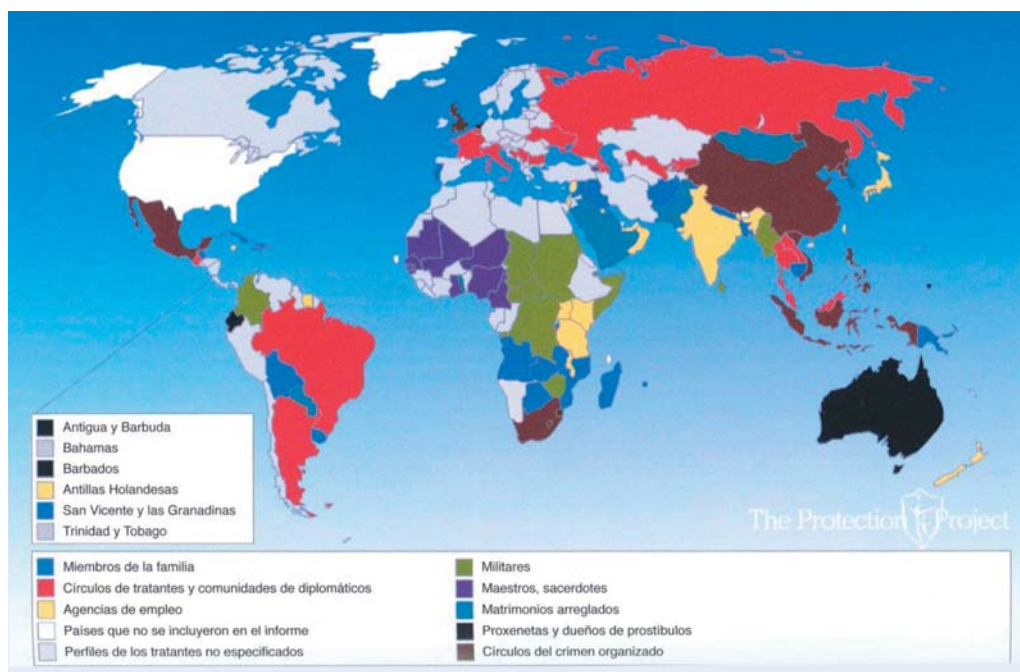 Antigua y Barbuda
Bahamas
Barbados
Antillas Holandesas
San Vicente y las Granadinas
Trinidad y Tobago
The Protection Project
Miembros de la familia
Círculos de tratantes y comunidades de diplomáticos
Agencias de empleo
Países que no se incluyeron en el informe
Perfiles de los tratantes no especificados
Militares
Maestros, sacerdotes
Matrimonios arreglados
Proxenetas y dueños de prostíbulos
Círculos del crimen organizado